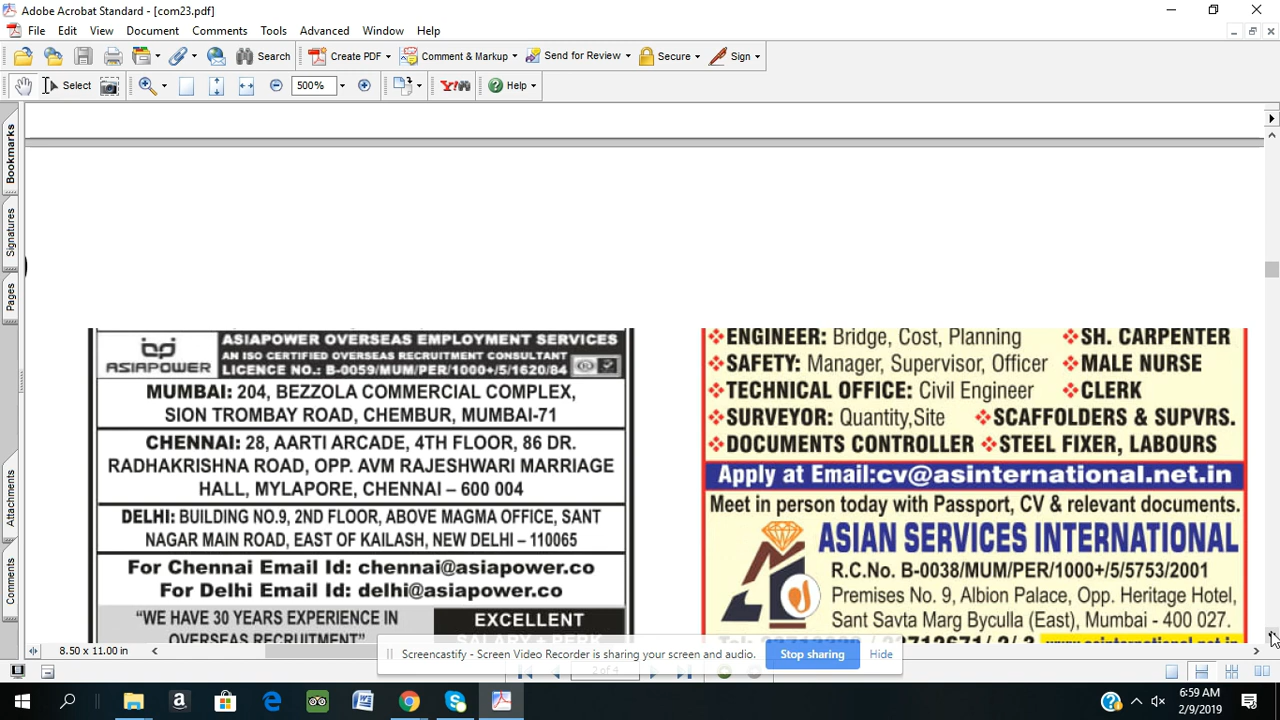 Adobe Acrobat Standard - [com23.pdf]
File Edit View Document Comments Tools Advanced Window Help
Search Create PDF Comment & Markup Send for Review Secure Sign
Select 500% Y! Help
Bookmarks
Signatures
Pages
Attachments
Comments
ASIAPOWER
ASIAPOWER OVERSEAS EMPLOYMENT SERVICES
AN ISO CERTIFIED OVERSEAS RECRUITMENT CONSULTANT
LICENCE NO.: B-0059/MUM/PER/1000+/5/1620/84
MUMBAI: 204, BEZZOLA COMMERCIAL COMPLEX,
SION TROMBAY ROAD, CHEMBUR, MUMBAI-71
CHENNAI: 28, AARTI ARCADE, 4TH FLOOR, 86 DR.
RADHAKRISHNA ROAD, OPP. AVM RAJESHWARI MARRIAGE
HALL, MYLAPORE, CHENNAI – 600 004
DELHI: BUILDING NO.9, 2ND FLOOR, ABOVE MAGMA OFFICE, SANT
NAGAR MAIN ROAD, EAST OF KAILASH, NEW DELHI – 110065
For Chennai Email Id: chennai@asiapower.co
For Delhi Email Id: delhi@asiapower.co
"WE HAVE 30 YEARS EXPERIENCE IN
OVERSEAS RECRUITMENT"
EXCELLENT
ENGINEER: Bridge, Cost, Planning SH. CARPENTER
SAFETY: Manager, Supervisor, Officer MALE NURSE
TECHNICAL OFFICE: Civil Engineer CLERK
SURVEYOR: Quantity,Site SCAFFOLDERS & SUPVRS.
DOCUMENTS CONTROLLER STEEL FIXER, LABOURS
Apply at Email:cv@asinternational.net.in
Meet in person today with Passport, CV & relevant documents.
ASIAN SERVICES INTERNATIONAL
R.C.No. B-0038/MUM/PER/1000+/5/5753/2001
Premises No. 9, Albion Palace, Opp. Heritage Hotel,
Sant Savta Marg Byculla (East), Mumbai - 400 027.
www.asinternational.net.in
8.50 x 11.00 in
Screencastify - Screen Video Recorder is sharing your screen and audio. Stop sharing Hide
2 of 4
6:59 AM
2/9/2019